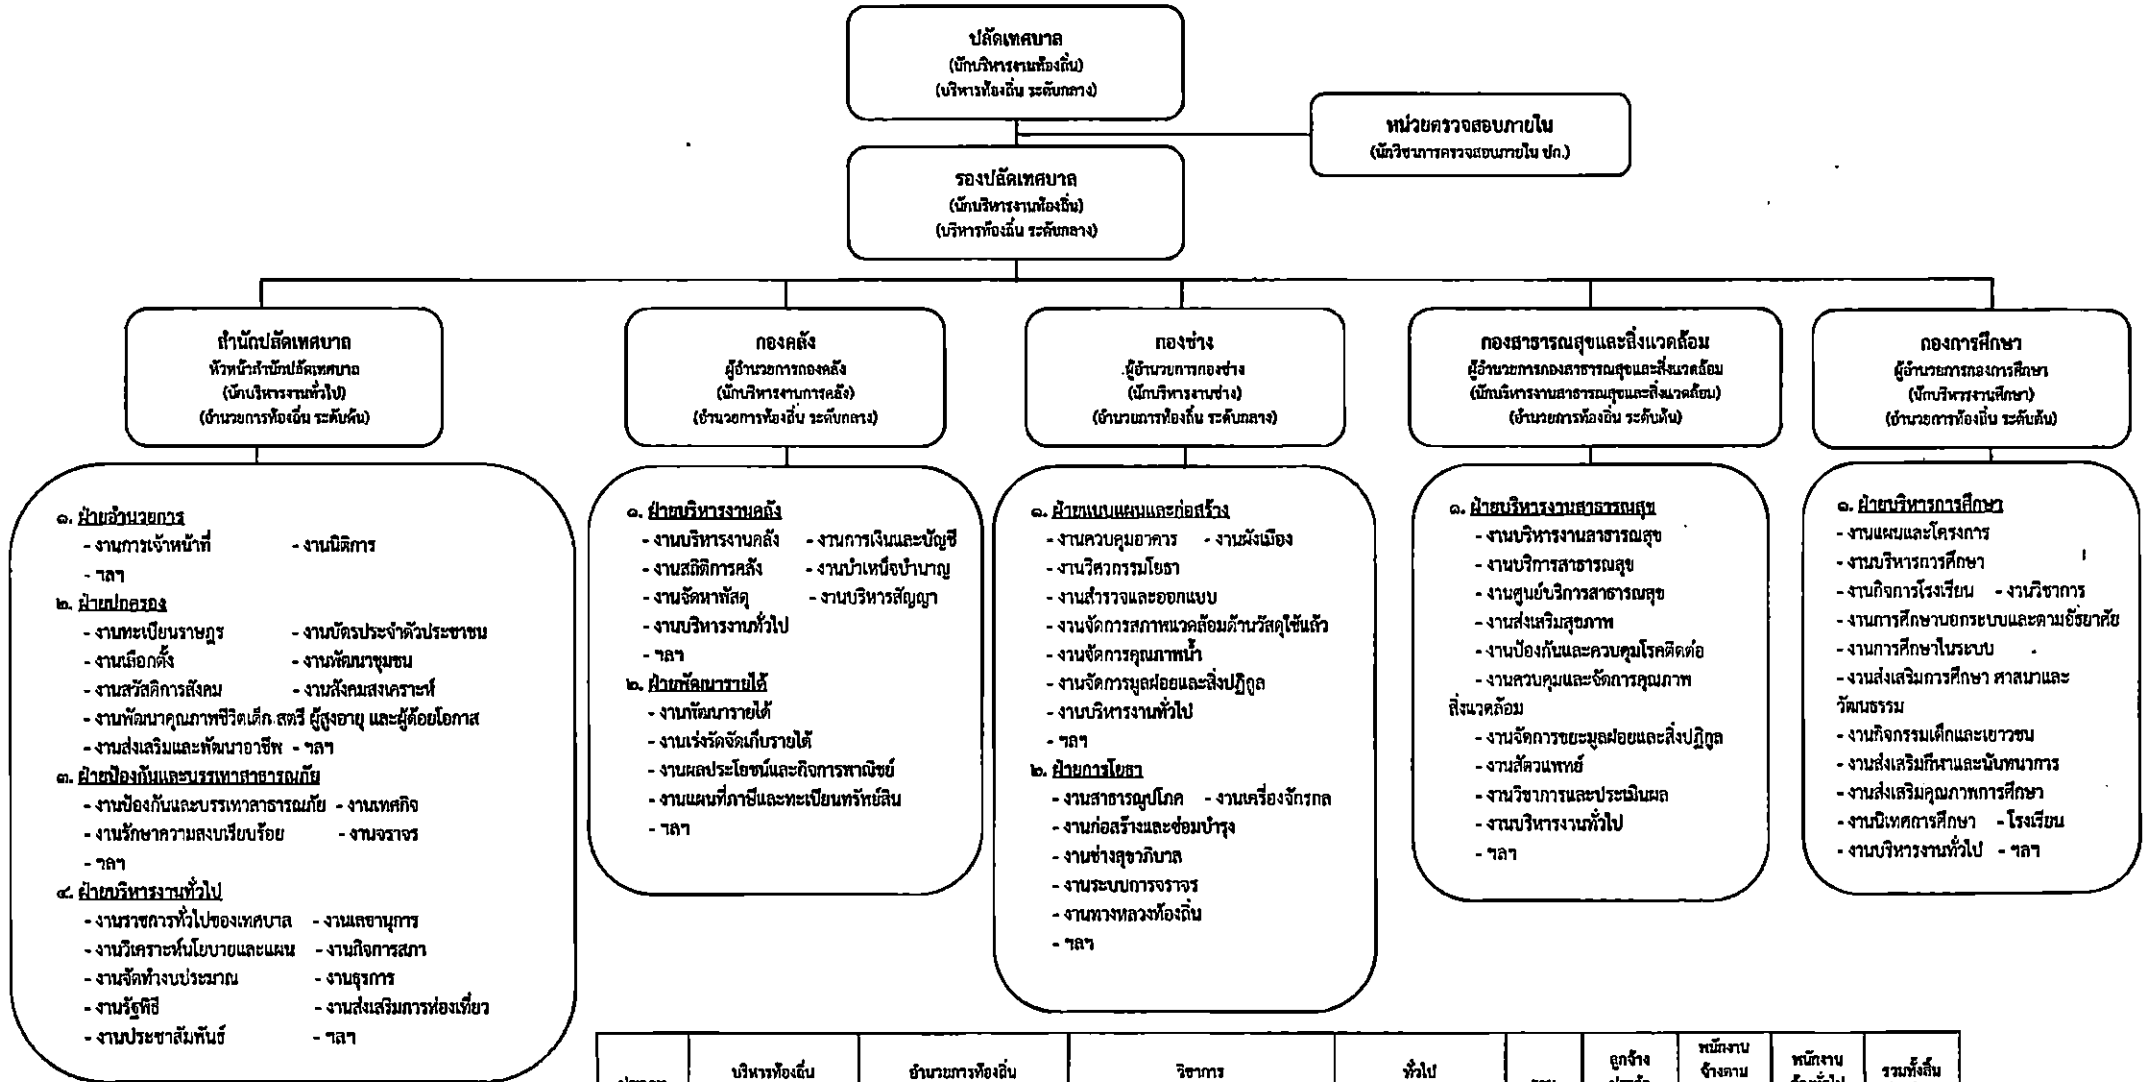 ปลัดเทศบาล
(นักบริหารงานท้องถิ่น)
(บริหารท้องถิ่น ระดับกลาง)
หน่วยตรวจสอบภายใน
(นักวิชาการตรวจสอบภายใน ปก.)
รองปลัดเทศบาล
(นักบริหารงานท้องถิ่น)
(บริหารท้องถิ่น ระดับกลาง)
สำนักปลัดเทศบาล
หัวหน้าสำนักปลัดเทศบาล
(นักบริหารงานทั่วไป)
(อำนวยการท้องถิ่น ระดับต้น)
กองคลัง
ผู้อำนวยการกองคลัง
(นักบริหารงานการคลัง)
(อำนวยการท้องถิ่น ระดับกลาง)
กองช่าง
ผู้อำนวยการกองช่าง
(นักบริหารงานช่าง)
(อำนวยการท้องถิ่น ระดับกลาง)
กองสาธารณสุขและสิ่งแวดล้อม
ผู้อำนวยการกองสาธารณสุขและสิ่งแวดล้อม
(นักบริหารงานสาธารณสุขและสิ่งแวดล้อม)
(อำนวยการท้องถิ่น ระดับต้น)
กองการศึกษา
ผู้อำนวยการกองการศึกษา
(นักบริหารงานศึกษา)
(อำนวยการท้องถิ่น ระดับต้น)
๑. ฝ่ายอำนวยการ
- งานการเจ้าหน้าที่ - งานนิติการ
- ฯลฯ
๒. ฝ่ายปกครอง
- งานทะเบียนราษฎร - งานบัตรประจำตัวประชาชน
- งานเลือกตั้ง - งานพัฒนาชุมชน
- งานสวัสดิการสังคม - งานสังคมสงเคราะห์
- งานพัฒนาคุณภาพชีวิตเด็ก สตรี ผู้สูงอายุ และผู้ด้อยโอกาส
- งานส่งเสริมและพัฒนาอาชีพ - ฯลฯ
๓. ฝ่ายป้องกันและบรรเทาสาธารณภัย
- งานป้องกันและบรรเทาสาธารณภัย - งานเทศกิจ
- งานรักษาความสงบเรียบร้อย - งานจราจร
- ฯลฯ
๔. ฝ่ายบริหารงานทั่วไป
- งานราชการทั่วไปของเทศบาล - งานเลขานุการ
- งานวิเคราะห์นโยบายและแผน - งานกิจการสภา
- งานจัดทำงบประมาณ - งานธุรการ
- งานรัฐพิธี - งานส่งเสริมการท่องเที่ยว
- งานประชาสัมพันธ์ - ฯลฯ
๑. ฝ่ายบริหารงานคลัง
- งานบริหารงานคลัง - งานการเงินและบัญชี
- งานสถิติการคลัง - งานบำเหน็จบำนาญ
- งานจัดหาพัสดุ - งานบริหารสัญญา
- งานบริหารงานทั่วไป
- ฯลฯ
๒. ฝ่ายพัฒนารายได้
- งานพัฒนารายได้
- งานเร่งรัดจัดเก็บรายได้
- งานผลประโยชน์และกิจการพาณิชย์
- งานแผนที่ภาษีและทะเบียนทรัพย์สิน
- ฯลฯ
๑. ฝ่ายแบบแผนและก่อสร้าง
- งานควบคุมอาคาร - งานผังเมือง
- งานวิศวกรรมโยธา
- งานสำรวจและออกแบบ
- งานจัดการสภาพแวดล้อมด้านวัสดุใช้แล้ว
- งานจัดการคุณภาพน้ำ
- งานจัดการมูลฝอยและสิ่งปฏิกูล
- งานบริหารงานทั่วไป
- ฯลฯ
๒. ฝ่ายการโยธา
- งานสาธารณูปโภค - งานเครื่องจักรกล
- งานก่อสร้างและซ่อมบำรุง
- งานช่างสุขาภิบาล
- งานระบบการจราจร
- งานทางหลวงท้องถิ่น
- ฯลฯ
๑. ฝ่ายบริหารงานสาธารณสุข
- งานบริหารงานสาธารณสุข
- งานบริการสาธารณสุข
- งานศูนย์บริการสาธารณสุข
- งานส่งเสริมสุขภาพ
- งานป้องกันและควบคุมโรคติดต่อ
- งานควบคุมและจัดการคุณภาพ
สิ่งแวดล้อม
- งานจัดการขยะมูลฝอยและสิ่งปฏิกูล
- งานสัตวแพทย์
- งานวิชาการและประเมินผล
- งานบริหารงานทั่วไป
- ฯลฯ
๑. ฝ่ายบริหารการศึกษา
- งานแผนและโครงการ
- งานบริหารการศึกษา
- งานกิจการโรงเรียน - งานวิชาการ
- งานการศึกษานอกระบบและตามอัธยาศัย
- งานการศึกษาในระบบ
- งานส่งเสริมการศึกษา ศาสนาและ
วัฒนธรรม
- งานกิจกรรมเด็กและเยาวชน
- งานส่งเสริมกีฬาและนันทนาการ
- งานส่งเสริมคุณภาพการศึกษา
- งานนิเทศการศึกษา - โรงเรียน
- งานบริหารงานทั่วไป - ฯลฯ
บริหารท้องถิ่น อำนวยการท้องถิ่น วิชาการ ทั่วไป
ลูกจ้าง
พนักงาน
จ้างตาม
พนักงาน
รวมทั้งสิ้น